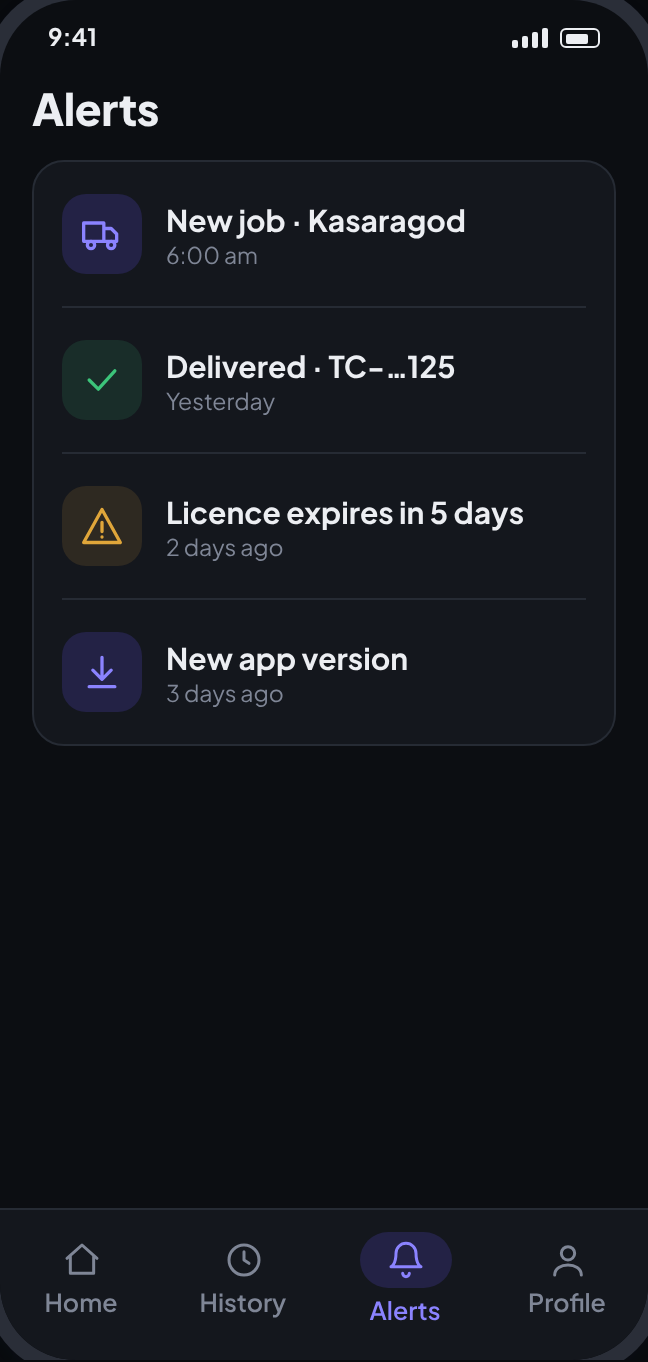 9:41
Alerts
New job · Kasaragod
6:00 am
Delivered · TC-…125
Yesterday
Licence expires in 5 days
2 days ago
New app version
3 days ago
Home
History
Alerts
Profile